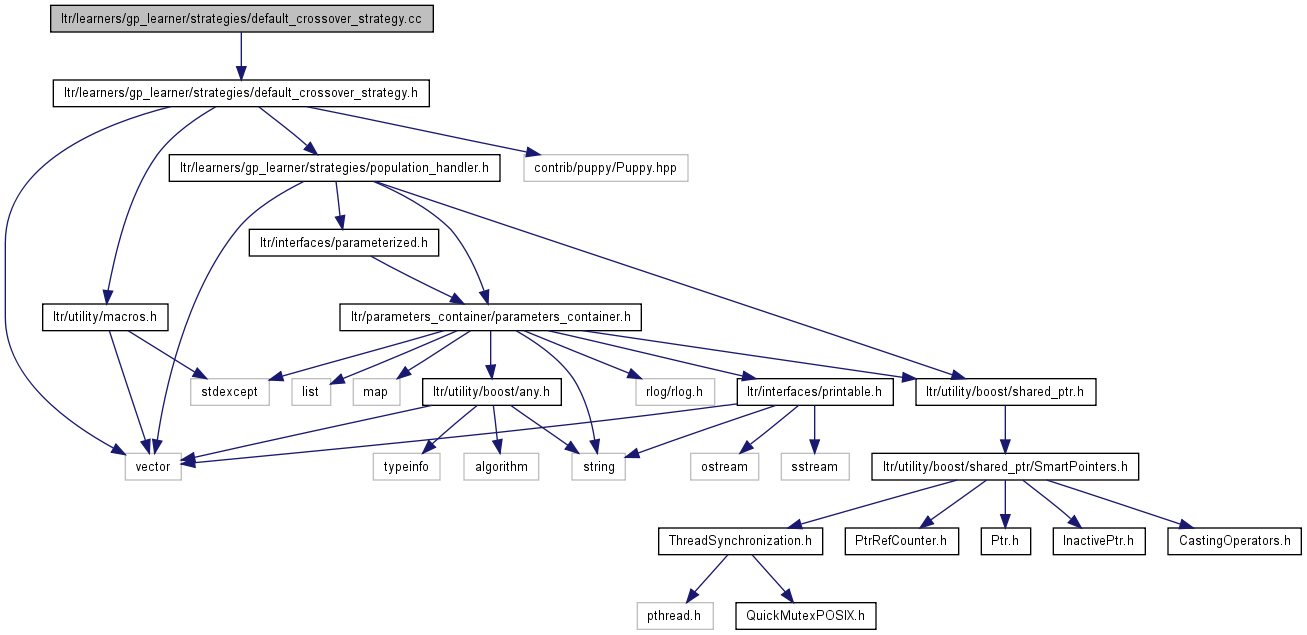 ltr/learners/gp_learner/strategies/default_crossover_strategy.cc
ltr/learners/gp_learner/strategies/default_crossover_strategy.h
ltr/learners/gp_learner/strategies/population_handler.h
contrib/puppy/Puppy.hpp
ltr/interfaces/parameterized.h
ltr/utility/macros.h
ltr/parameters_container/parameters_container.h
stdexcept
list
map
ltr/utility/boost/any.h
rlog/rlog.h
ltr/interfaces/printable.h
ltr/utility/boost/shared_ptr.h
vector
typeinfo
algorithm
string
ostream
sstream
ltr/utility/boost/shared_ptr/SmartPointers.h
ThreadSynchronization.h
PtrRefCounter.h
Ptr.h
InactivePtr.h
CastingOperators.h
pthread.h
QuickMutexPOSIX.h